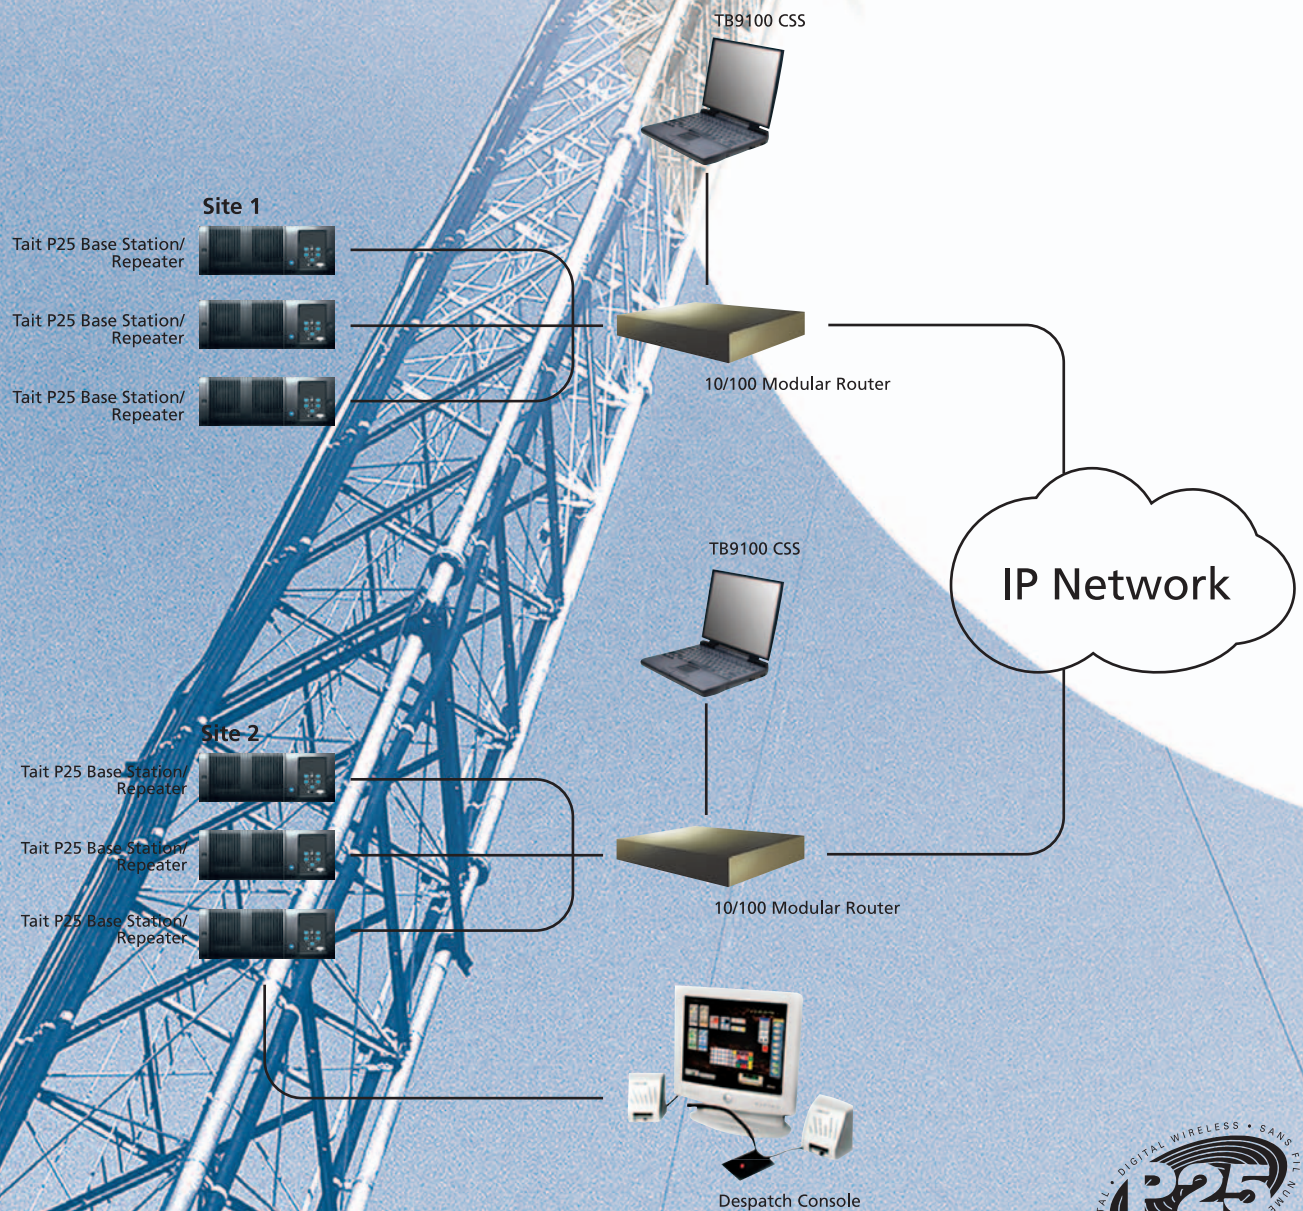 TB9100 CSS
Site 1
Tait P25 Base Station/
Repeater
Tait P25 Base Station/
Repeater
Tait P25 Base Station/
Repeater
10/100 Modular Router
IP Network
TB9100 CSS
Site 2
Tait P25 Base Station/
Repeater
Tait P25 Base Station/
Repeater
Tait P25 Base Station/
Repeater
10/100 Modular Router
Despatch Console
DIGITAL WIRELESS • SANS FIL
P25